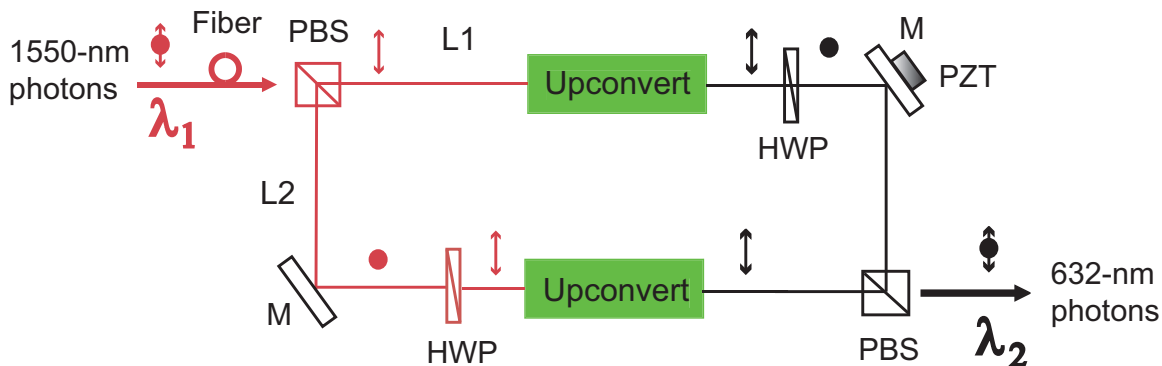 Fiber
1550-nm
photons
λ1
PBS
L1
Upconvert
HWP
M
PZT
L2
M
HWP
Upconvert
PBS
632-nm
photons
λ2